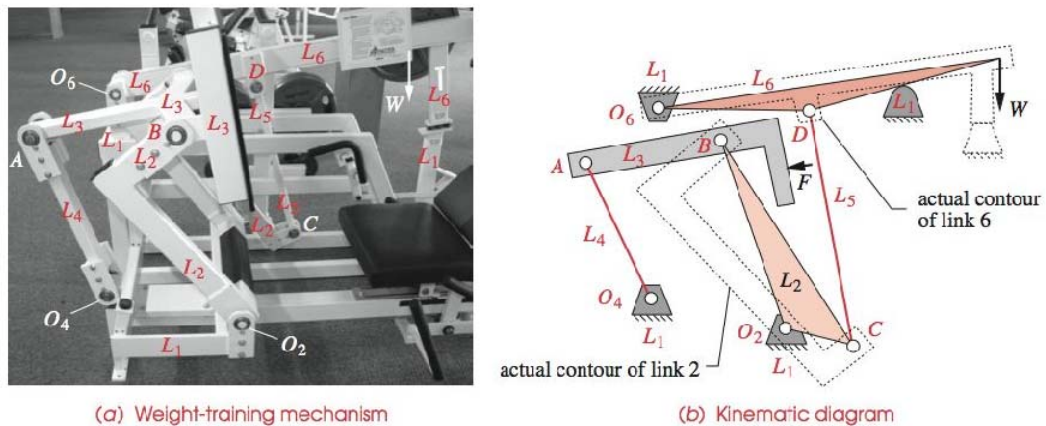 O6
L6
D
L6
L3
L3
L5
W
L6
L3
L1
B
L1
A
L2
L4
L2
C
L2
O4
O2
L1
(a) Weight-training mechanism
L1
L6
O6
L1
W
D
A
L3
B
F
L5
actual contour
of link 6
L4
L2
O4
O2
C
L1
L1
actual contour of link 2
(b) Kinematic diagram